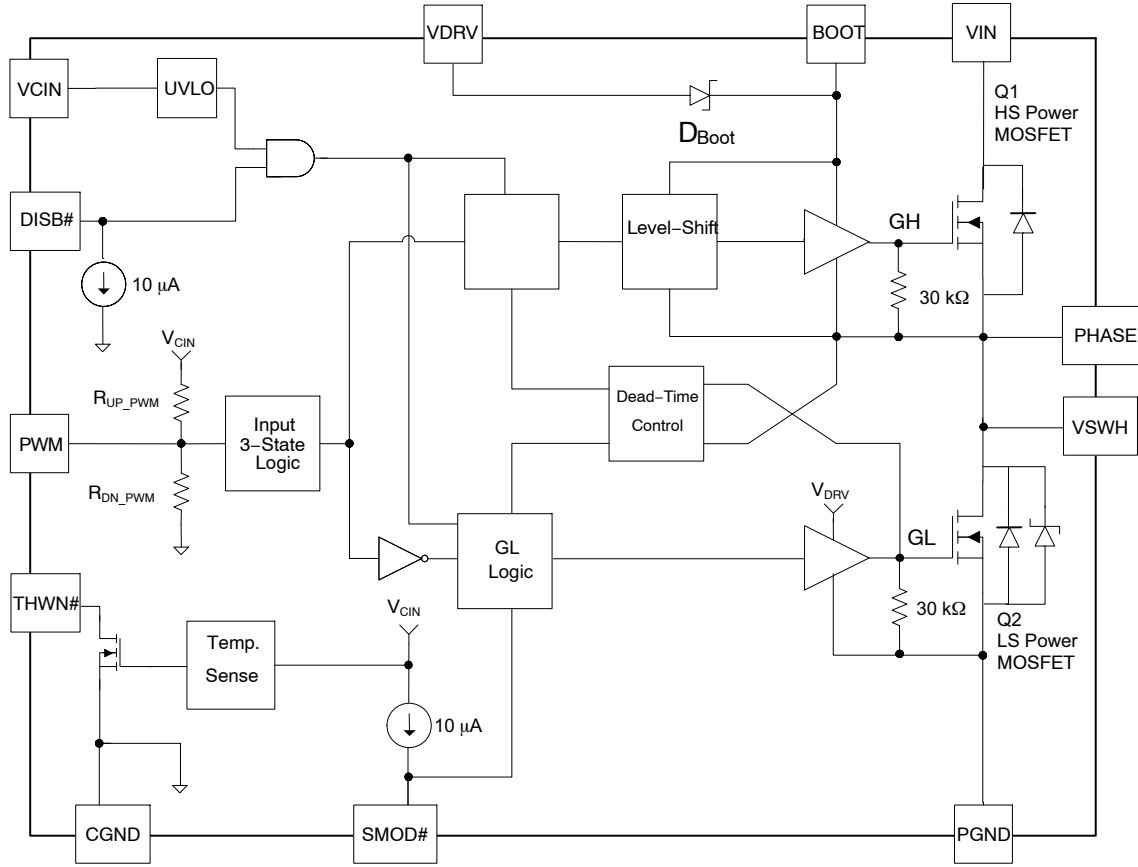 VDRV
BOOT
VIN
VCIN
UVLO
Q1
HS Power
MOSFET
DBoot
DISB#
Level–Shift
GH
10 µA
30 kΩ
VCIN
PHASE
RUP_PWM
Dead–Time
Control
PWM
Input
3–State
Logic
VSWH
RDN_PWM
VDRV
GL
GL
Logic
THWN#
30 kΩ
VCIN
Q2
LS Power
MOSFET
Temp.
Sense
10 µA
CGND
SMOD#
PGND